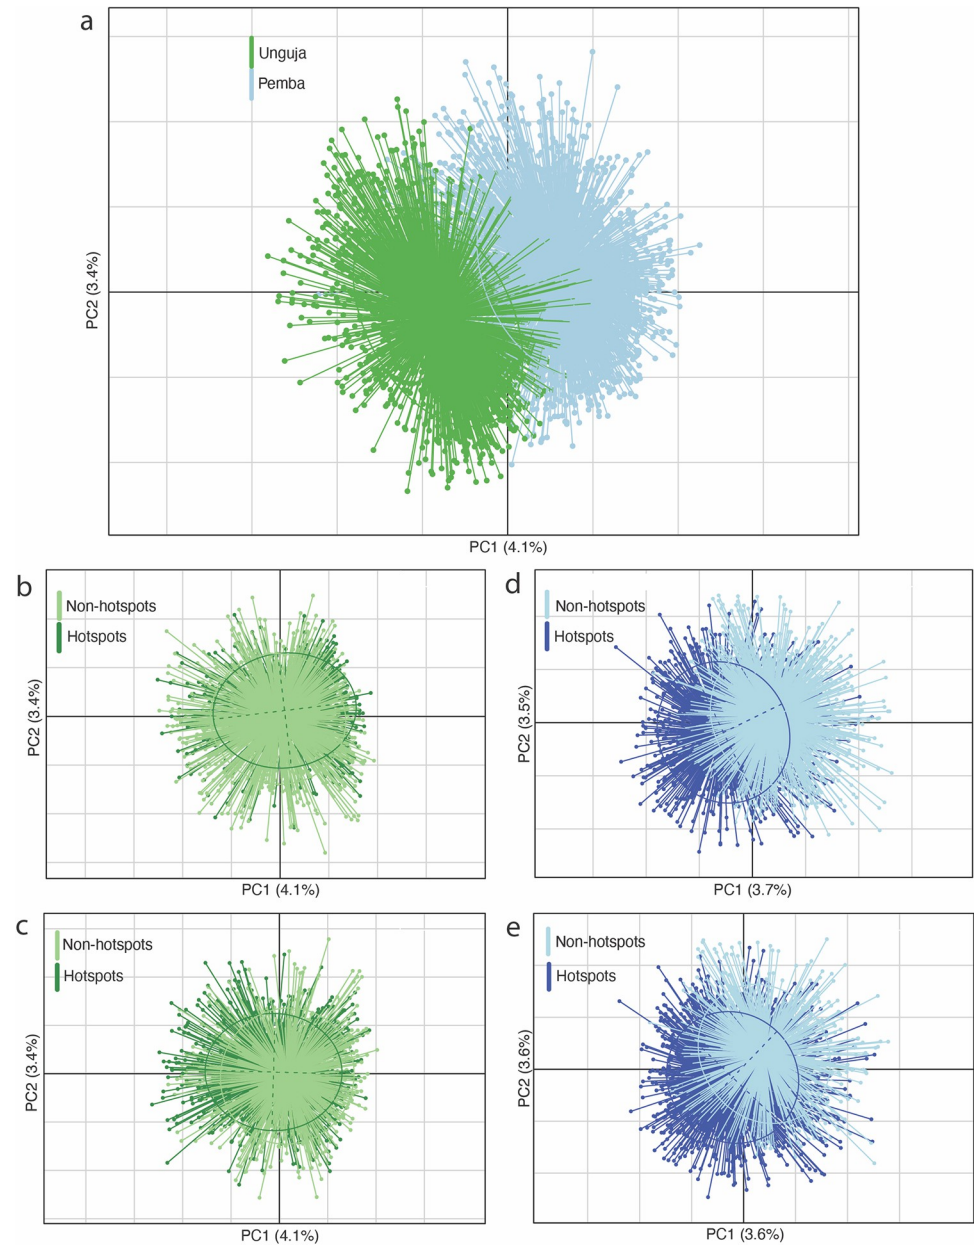 a
Unguja
Pemba
PC2 (3.4%)
PC1 (4.1%)
b
Non-hotspots
Hotspots
PC2 (3.4%)
PC1 (4.1%)
d
Non-hotspots
Hotspots
PC2 (3.5%)
PC1 (3.7%)
c
Non-hotspots
Hotspots
PC2 (3.4%)
PC1 (4.1%)
e
Non-hotspots
Hotspots
PC2 (3.6%)
PC1 (3.6%)